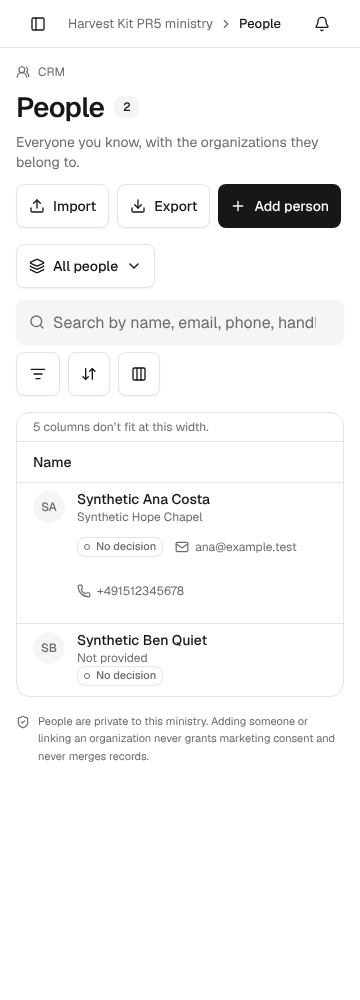 Harvest Kit PR5 ministry > People
CRM
People 2
Everyone you know, with the organizations they
belong to.
Import Export + Add person
All people
Search by name, email, phone, handl
5 columns don't fit at this width.
Name
SA Synthetic Ana Costa
Synthetic Hope Chapel
No decision ana@example.test
+491512345678
SB Synthetic Ben Quiet
Not provided
No decision
People are private to this ministry. Adding someone or
linking an organization never grants marketing consent and
never merges records.